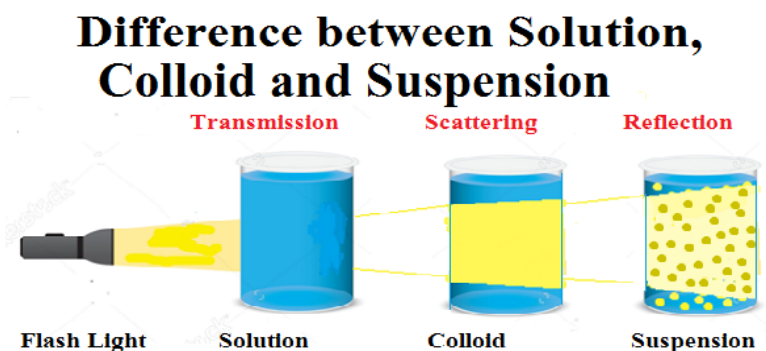 Difference between Solution,
Colloid and Suspension
Transmission Scattering Reflection
Flash Light Solution Colloid Suspension